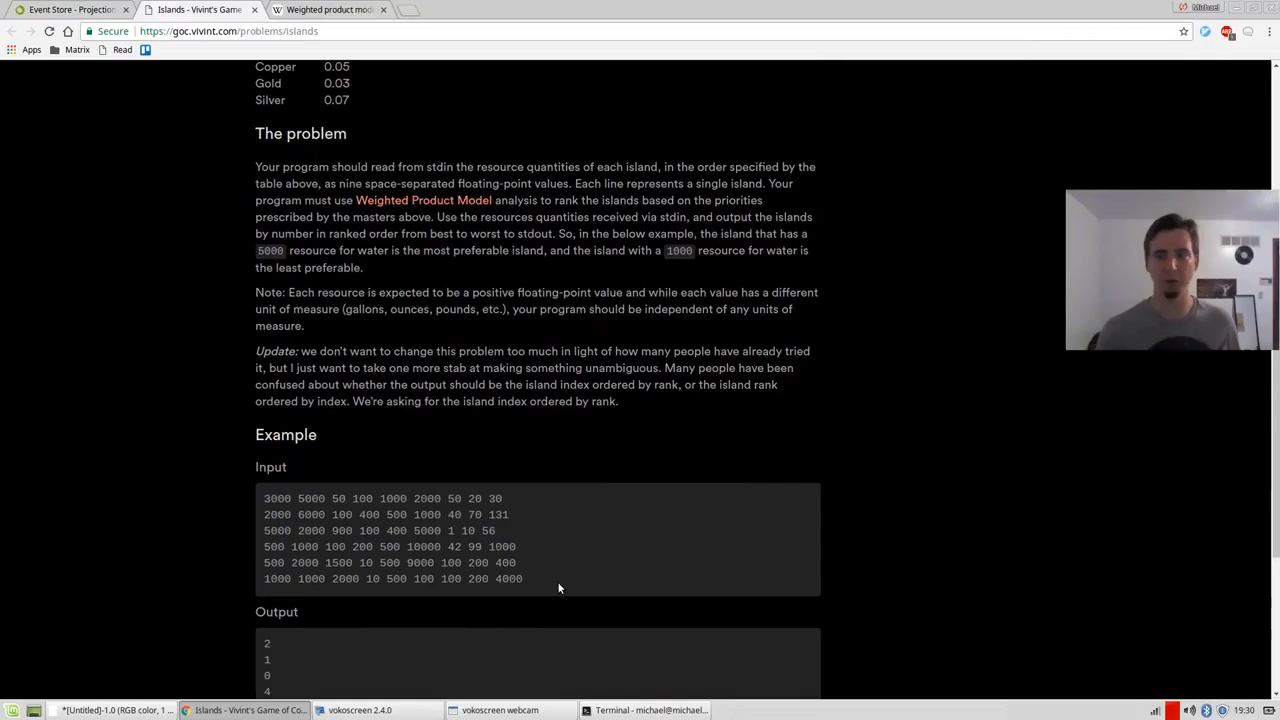 Event Store - Projection
Islands - Vivint's Game
Weighted product mod
Michael
Secure
https://goc.vivint.com/problems/islands
Apps
Matrix
Read
Copper 0.05
Gold 0.03
Silver 0.07
The problem
Your program should read from stdin the resource quantities of each island, in the order specified by the
table above, as nine space-separated floating-point values. Each line represents a single island. Your
program must use Weighted Product Model analysis to rank the islands based on the priorities
prescribed by the masters above. Use the resources quantities received via stdin, and output the islands
by number in ranked order from best to worst to stdout. So, in the below example, the island that has a
5000 resource for water is the most preferable island, and the island with a 1000 resource for water is
the least preferable.
Note: Each resource is expected to be a positive floating-point value and while each value has a different
unit of measure (gallons, ounces, pounds, etc.), your program should be independent of any units of
measure.
Update: we don't want to change this problem too much in light of how many people have already tried
it, but I just want to take one more stab at making something unambiguous. Many people have been
confused about whether the output should be the island index ordered by rank, or the island rank
ordered by index. We're asking for the island index ordered by rank.
Example
Input
3000 5000 50 100 1000 2000 50 20 30
2000 6000 100 400 500 1000 40 70 131
5000 2000 900 100 400 5000 1 10 56
500 1000 100 200 500 10000 42 99 1000
500 2000 1500 10 500 9000 100 200 400
1000 1000 2000 10 500 100 100 200 4000
Output
2
1
0
4
*[Untitled]-1.0 (RGB color, 1 ...
Islands - Vivint's Game of Co...
vokoscreen 2.4.0
vokoscreen webcam
Terminal - michael@michael...
19:30